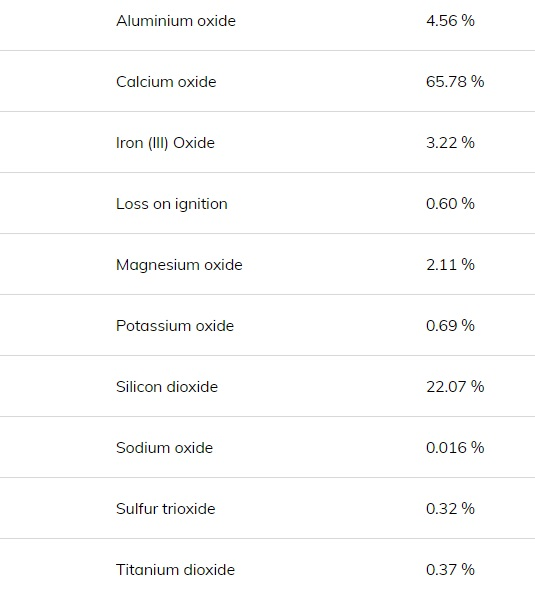 Aluminium oxide 4.56 %
Calcium oxide 65.78 %
Iron (III) Oxide 3.22 %
Loss on ignition 0.60 %
Magnesium oxide 2.11 %
Potassium oxide 0.69 %
Silicon dioxide 22.07 %
Sodium oxide 0.016 %
Sulfur trioxide 0.32 %
Titanium dioxide 0.37 %